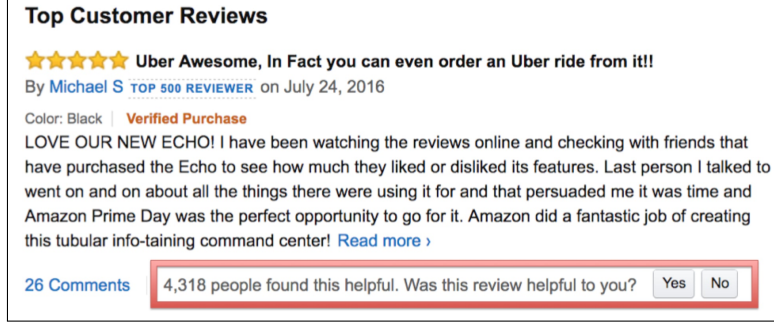 Top Customer Reviews
Uber Awesome, In Fact you can even order an Uber ride from it!!
By Michael S TOP 500 REVIEWER on July 24, 2016
Color: Black | Verified Purchase
LOVE OUR NEW ECHO! I have been watching the reviews online and checking with friends that
have purchased the Echo to see how much they liked or disliked its features. Last person I talked to
went on and on about all the things there were using it for and that persuaded me it was time and
Amazon Prime Day was the perfect opportunity to go for it. Amazon did a fantastic job of creating
this tubular info-taining command center! Read more ›
26 Comments 4,318 people found this helpful. Was this review helpful to you? Yes No